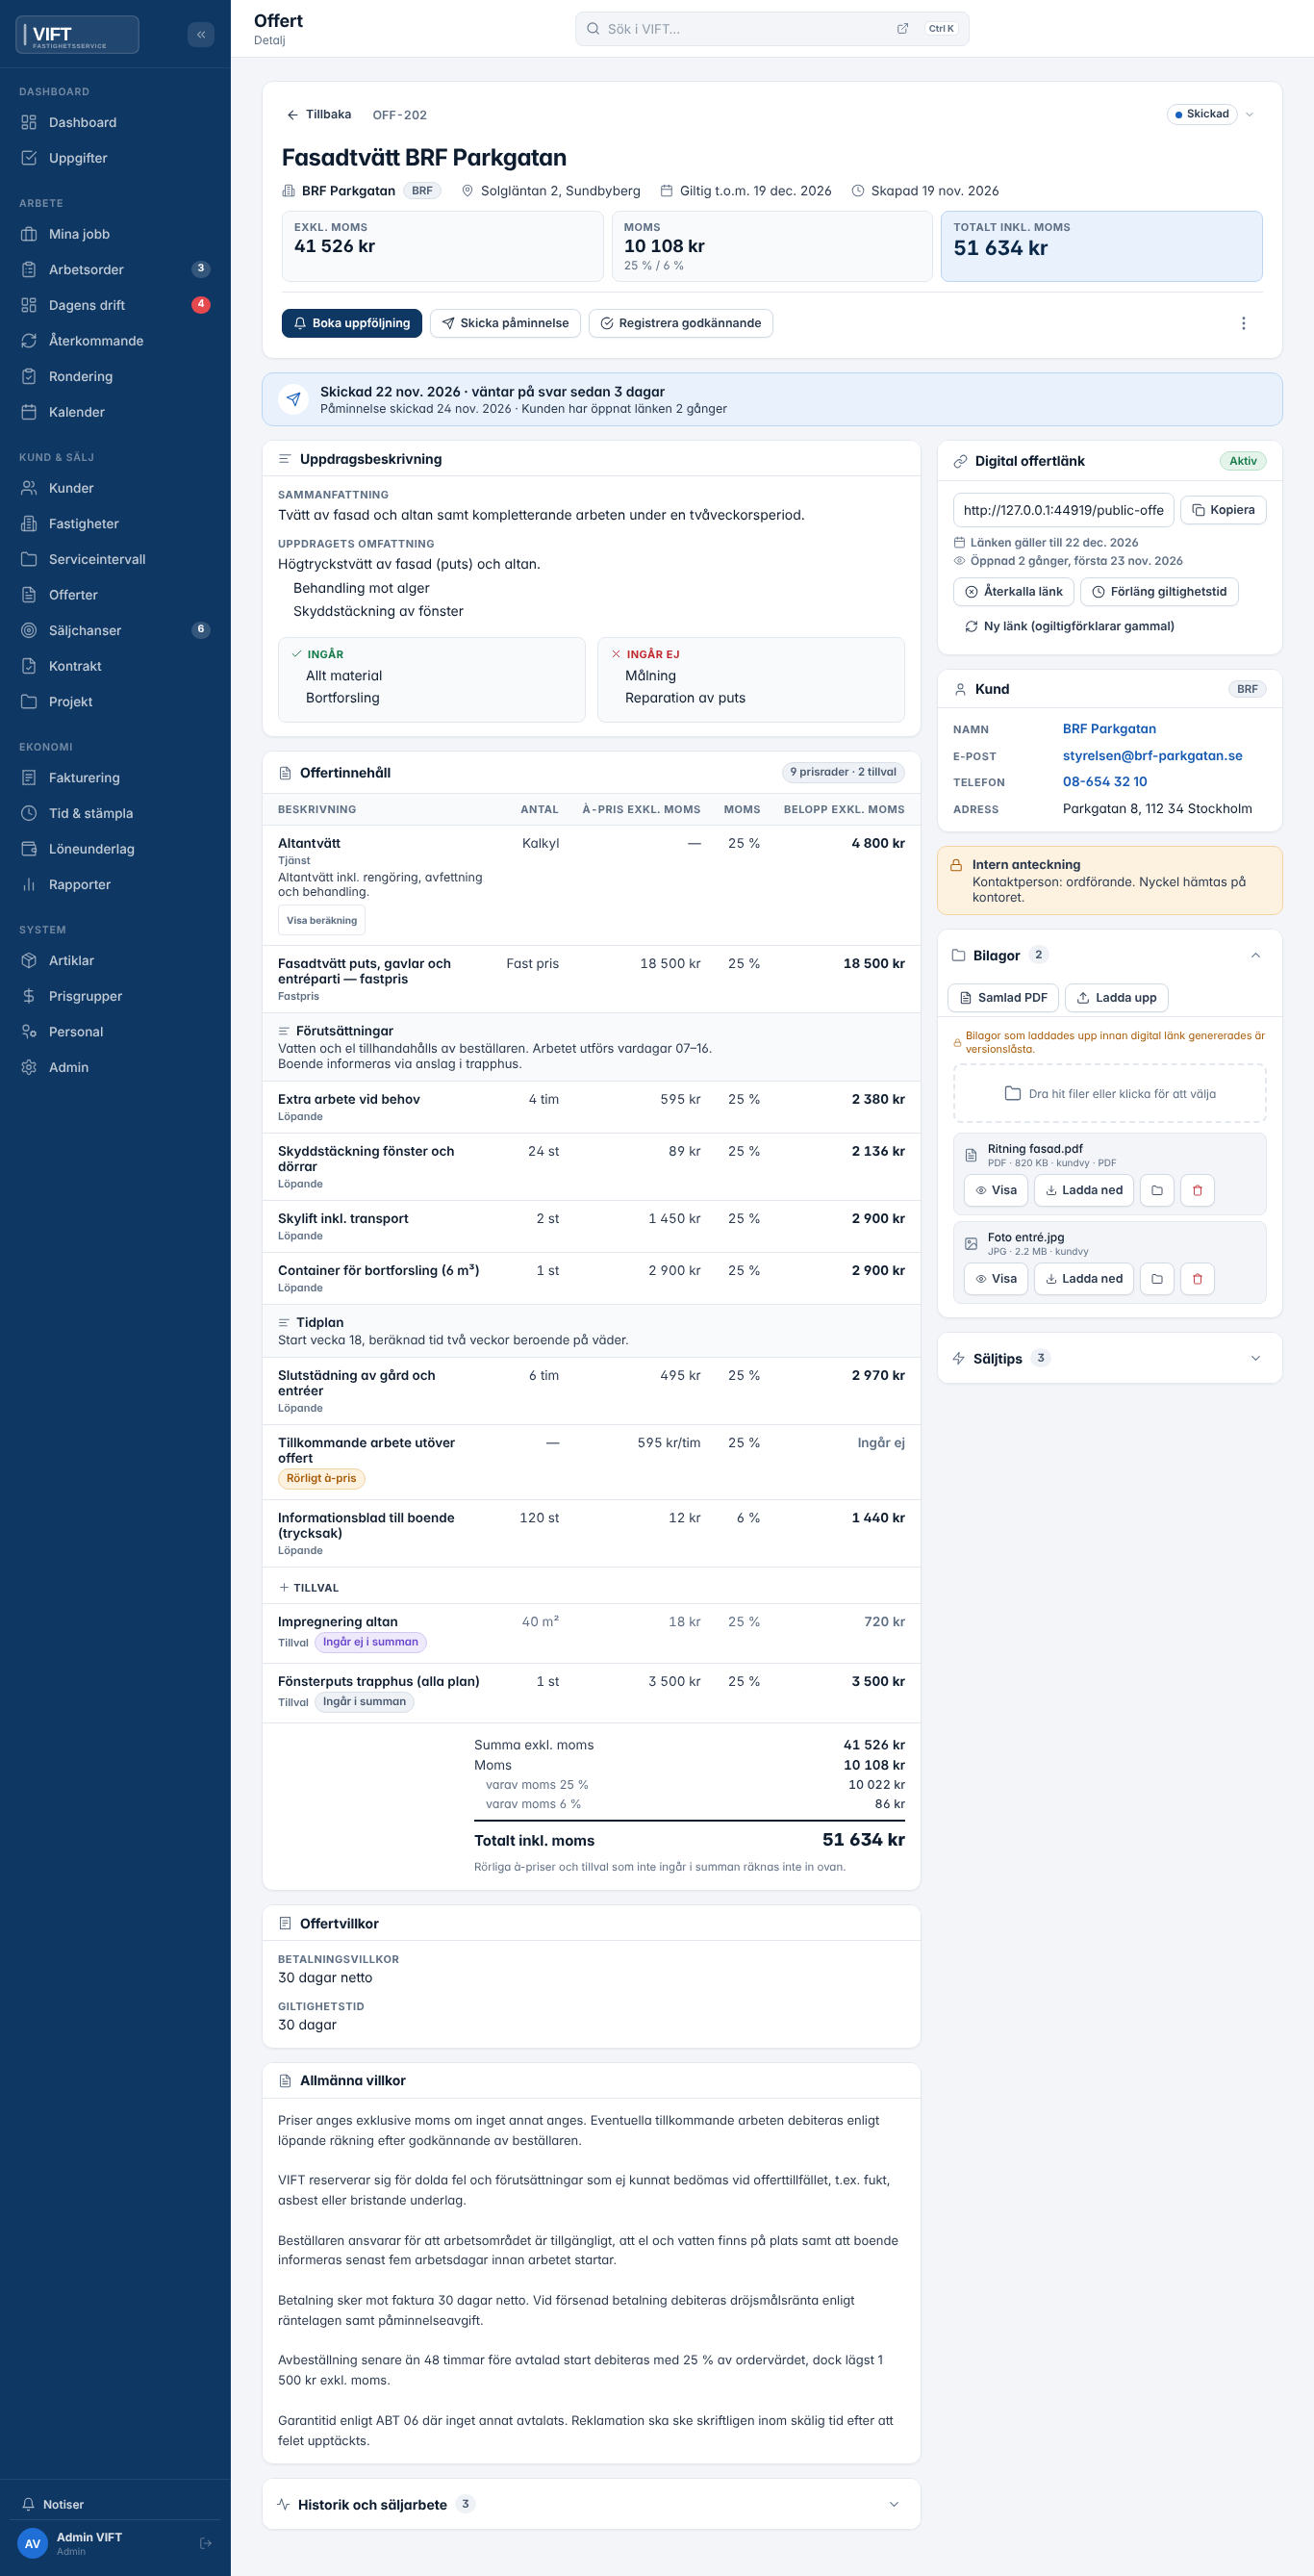 VIFT
FASTIGHETSSERVICE
DASHBOARD
Dashboard
Uppgifter
ARBETE
Mina jobb
Arbetsorder 3
Dagens drift 4
Återkommande
Rondering
Kalender
KUND & SÄLJ
Kunder
Fastigheter
Serviceintervall
Offerter
Säljchanser 6
Kontrakt
Projekt
EKONOMI
Fakturering
Tid & stämpla
Löneunderlag
Rapporter
SYSTEM
Artiklar
Prisgrupper
Personal
Admin
Notiser
AV Admin VIFT
Admin
Offert
Detalj
Sök i VIFT... Ctrl K
Tillbaka OFF-202 Skickad
Fasadtvätt BRF Parkgatan
BRF Parkgatan BRF Solgläntan 2, Sundbyberg Giltig t.o.m. 19 dec. 2026 Skapad 19 nov. 2026
EXKL. MOMS
41 526 kr
MOMS
10 108 kr
25 % / 6 %
TOTALT INKL. MOMS
51 634 kr
Boka uppföljning Skicka påminnelse Registrera godkännande
Skickad 22 nov. 2026 · väntar på svar sedan 3 dagar
Påminnelse skickad 24 nov. 2026 · Kunden har öppnat länken 2 gånger
Uppdragsbeskrivning
SAMMANFATTNING
Tvätt av fasad och altan samt kompletterande arbeten under en tvåveckorsperiod.
UPPDRAGETS OMFATTNING
Högtryckstvätt av fasad (puts) och altan.
Behandling mot alger
Skyddstäckning av fönster
INGÅR
Allt material
Bortforsling
INGÅR EJ
Målning
Reparation av puts
Offertinnehåll 9 prisrader · 2 tillval
BESKRIVNING ANTAL À-PRIS EXKL. MOMS MOMS BELOPP EXKL. MOMS
Altantvätt Kalkyl — 25 % 4 800 kr
Tjänst
Altantvätt inkl. rengöring, avfettning
och behandling.
Visa beräkning
Fasadtvätt puts, gavlar och Fast pris 18 500 kr 25 % 18 500 kr
entréparti — fastpris
Fastpris
Förutsättningar
Vatten och el tillhandahålls av beställaren. Arbetet utförs vardagar 07–16.
Boende informeras via anslag i trapphus.
Extra arbete vid behov 4 tim 595 kr 25 % 2 380 kr
Löpande
Skyddstäckning fönster och 24 st 89 kr 25 % 2 136 kr
dörrar
Löpande
Skylift inkl. transport 2 st 1 450 kr 25 % 2 900 kr
Löpande
Container för bortforsling (6 m³) 1 st 2 900 kr 25 % 2 900 kr
Löpande
Tidplan
Start vecka 18, beräknad tid två veckor beroende på väder.
Slutstädning av gård och 6 tim 495 kr 25 % 2 970 kr
entréer
Löpande
Tillkommande arbete utöver — 595 kr/tim 25 % Ingår ej
offert
Rörligt à-pris
Informationsblad till boende 120 st 12 kr 6 % 1 440 kr
(trycksak)
Löpande
TILLVAL
Impregnering altan 40 m² 18 kr 25 % 720 kr
Tillval Ingår ej i summan
Fönsterputs trapphus (alla plan) 1 st 3 500 kr 25 % 3 500 kr
Tillval Ingår i summan
Summa exkl. moms 41 526 kr
Moms 10 108 kr
varav moms 25 % 10 022 kr
varav moms 6 % 86 kr
Totalt inkl. moms 51 634 kr
Rörliga à-priser och tillval som inte ingår i summan räknas inte in ovan.
Offertvillkor
BETALNINGSVILLKOR
30 dagar netto
GILTIGHETSTID
30 dagar
Allmänna villkor
Priser anges exklusive moms om inget annat anges. Eventuella tillkommande arbeten debiteras enligt
löpande räkning efter godkännande av beställaren.
VIFT reserverar sig för dolda fel och förutsättningar som ej kunnat bedömas vid offerttillfället, t.ex. fukt,
asbest eller bristande underlag.
Beställaren ansvarar för att arbetsområdet är tillgängligt, att el och vatten finns på plats samt att boende
informeras senast fem arbetsdagar innan arbetet startar.
Betalning sker mot faktura 30 dagar netto. Vid försenad betalning debiteras dröjsmålsränta enligt
räntelagen samt påminnelseavgift.
Avbeställning senare än 48 timmar före avtalad start debiteras med 25 % av ordervärdet, dock lägst 1
500 kr exkl. moms.
Garantitid enligt ABT 06 där inget annat avtalats. Reklamation ska ske skriftligen inom skälig tid efter att
felet upptäckts.
Historik och säljarbete 3
Digital offertlänk Aktiv
http://127.0.0.1:44919/public-offe Kopiera
Länken gäller till 22 dec. 2026
Öppnad 2 gånger, första 23 nov. 2026
Återkalla länk Förläng giltighetstid
Ny länk (ogiltigförklarar gammal)
Kund BRF
NAMN BRF Parkgatan
E-POST styrelsen@brf-parkgatan.se
TELEFON 08-654 32 10
ADRESS Parkgatan 8, 112 34 Stockholm
Intern anteckning
Kontaktperson: ordförande. Nyckel hämtas på
kontoret.
Bilagor 2
Samlad PDF Ladda upp
Bilagor som laddades upp innan digital länk genererades är
versionslåsta.
Dra hit filer eller klicka för att välja
Ritning fasad.pdf
PDF · 820 KB · kundvy · PDF
Visa Ladda ned
Foto entré.jpg
JPG · 2.2 MB · kundvy
Visa Ladda ned
Säljtips 3